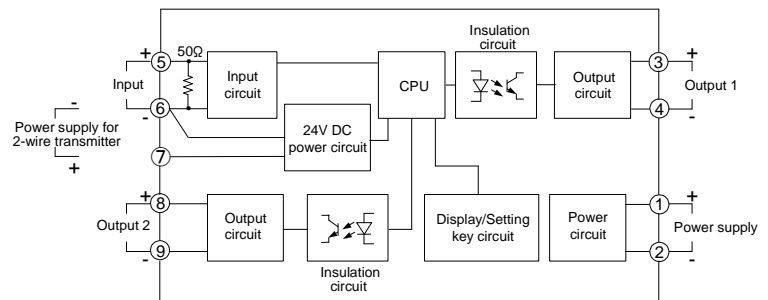 Insulation
circuit
+
5
50Ω
Input
circuit
CPU
Output
circuit
3
+
Input
Output 1
6
-
4
-
-
Power supply for
2-wire transmitter
+
24V DC
power circuit
7
+
8
Output 2
Output
circuit
9
-
Insulation
circuit
Display/Setting
key circuit
Power
circuit
1
+
Power supply
2
-